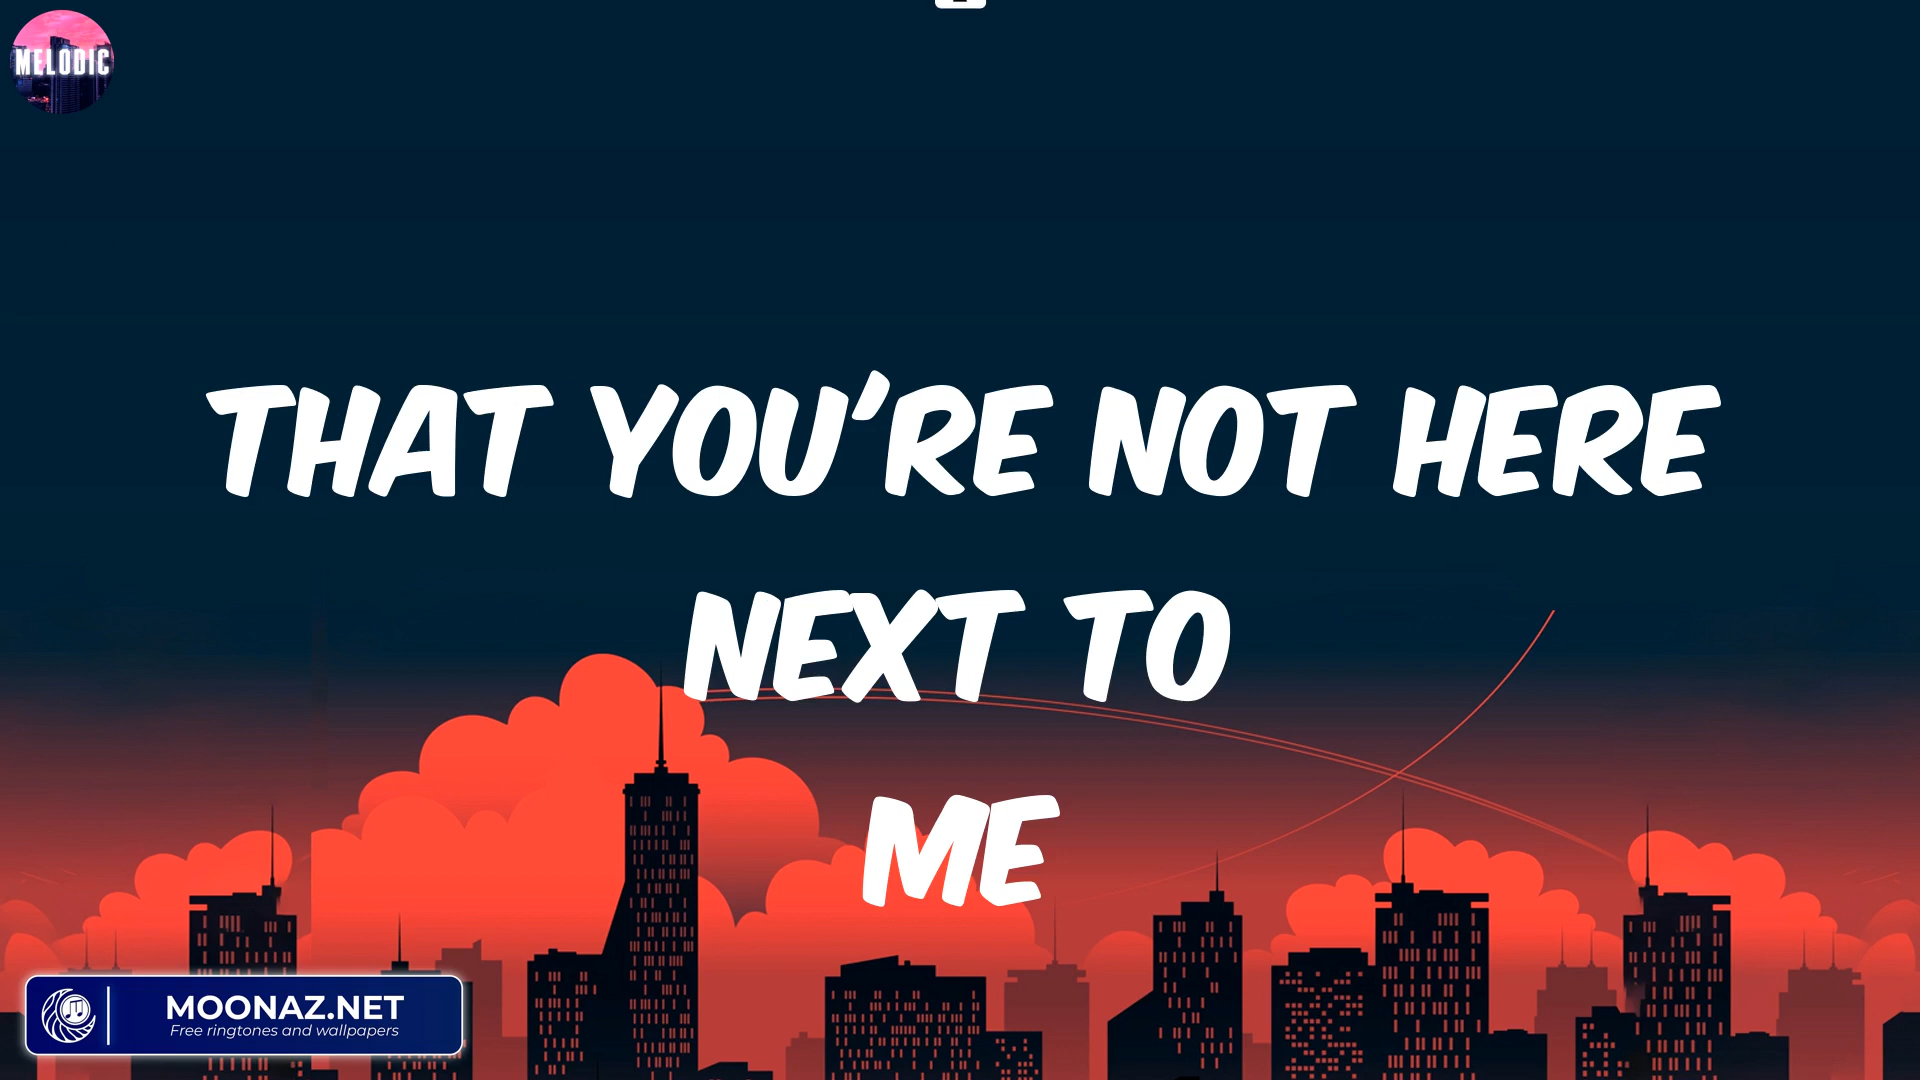 MELODIC
THAT YOU'RE NOT HERE
NEXT TO
ME
MOONAZ.NET
Free ringtones and wallpapers